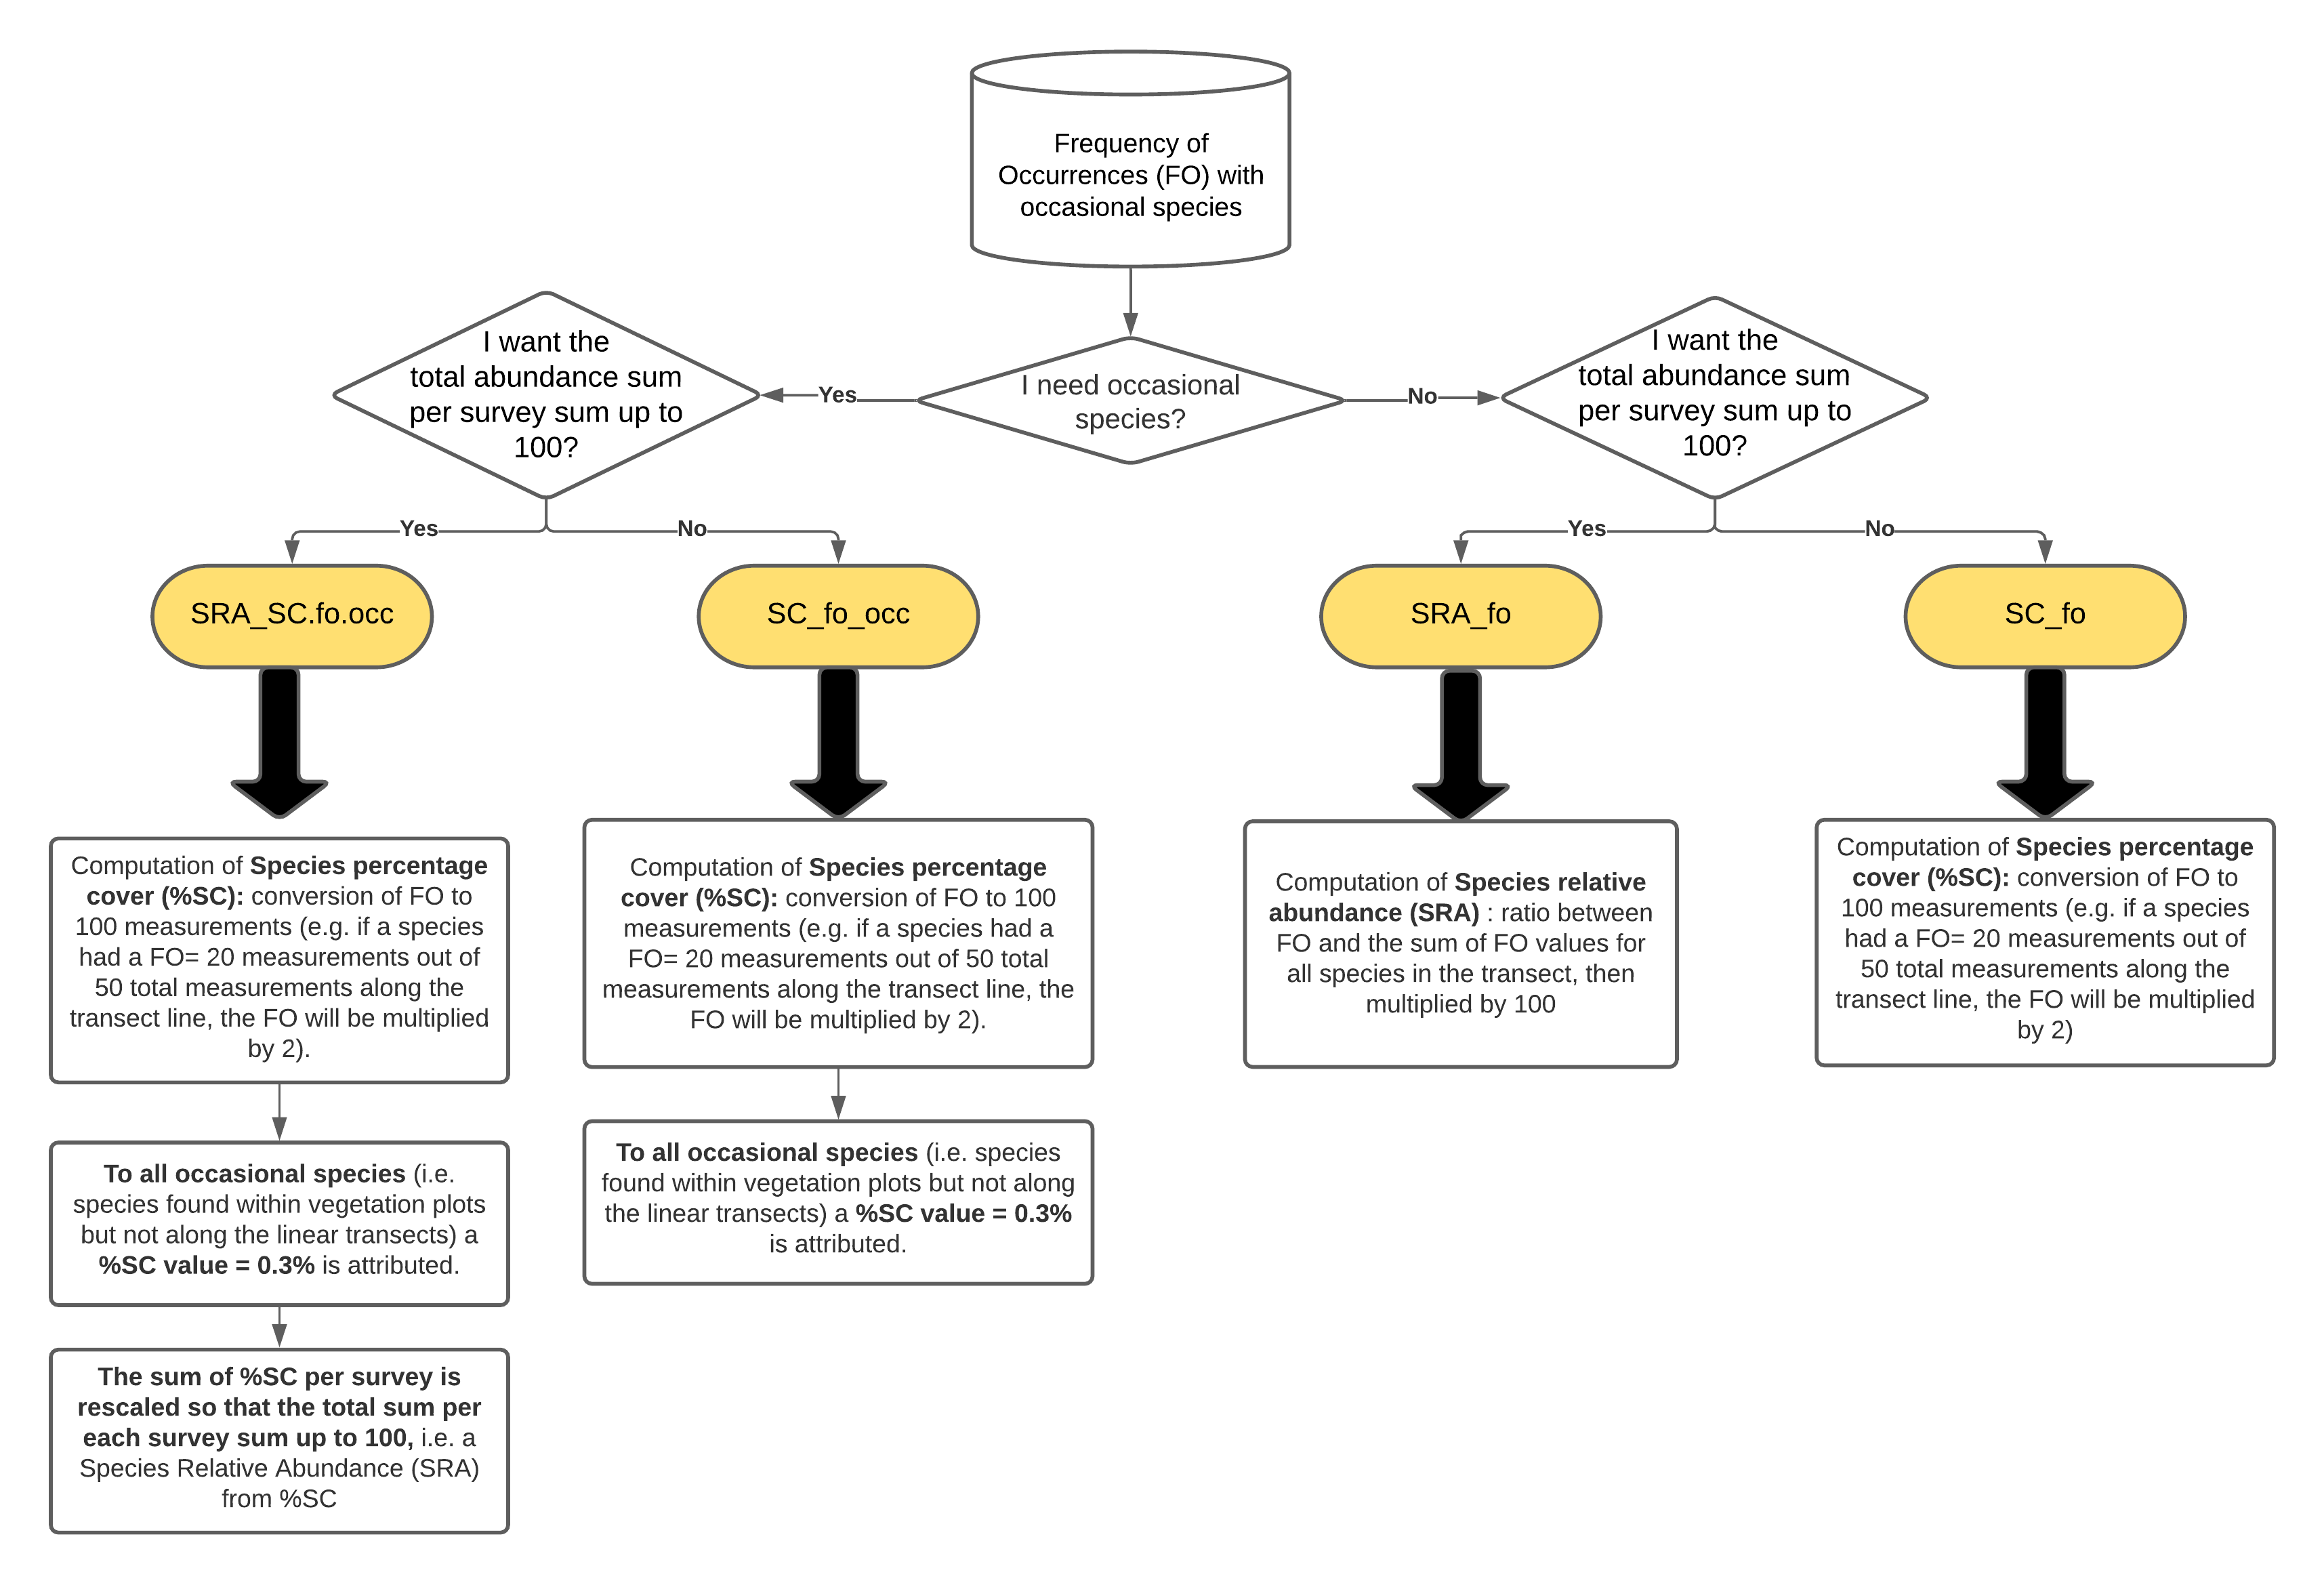 Frequency of
Occurrences (FO) with
occasional species
I want the
total abundance sum
per survey sum up to
100?
Yes
I need occasional
species?
No
I want the
total abundance sum
per survey sum up to
100?
Yes
No
Yes
No
SRA_SC.fo.occ
SC_fo_occ
SRA_fo
SC_fo
Computation of Species percentage
cover (%SC): conversion of FO to
100 measurements (e.g. if a species
had a FO= 20 measurements out of
50 total measurements along the
transect line, the FO will be multiplied
by 2).
Computation of Species percentage
cover (%SC): conversion of FO to 100
measurements (e.g. if a species had a
FO= 20 measurements out of 50 total
measurements along the transect line, the
FO will be multiplied by 2).
Computation of Species relative
abundance (SRA) : ratio between
FO and the sum of FO values for
all species in the transect, then
multiplied by 100
Computation of Species percentage
cover (%SC): conversion of FO to
100 measurements (e.g. if a species
had a FO= 20 measurements out of
50 total measurements along the
transect line, the FO will be multiplied
by 2)
To all occasional species (i.e.
species found within vegetation plots
but not along the linear transects) a
%SC value = 0.3% is attributed.
To all occasional species (i.e. species
found within vegetation plots but not along
the linear transects) a %SC value = 0.3%
is attributed.
The sum of %SC per survey is
rescaled so that the total sum per
each survey sum up to 100, i.e. a
Species Relative Abundance (SRA)
from %SC